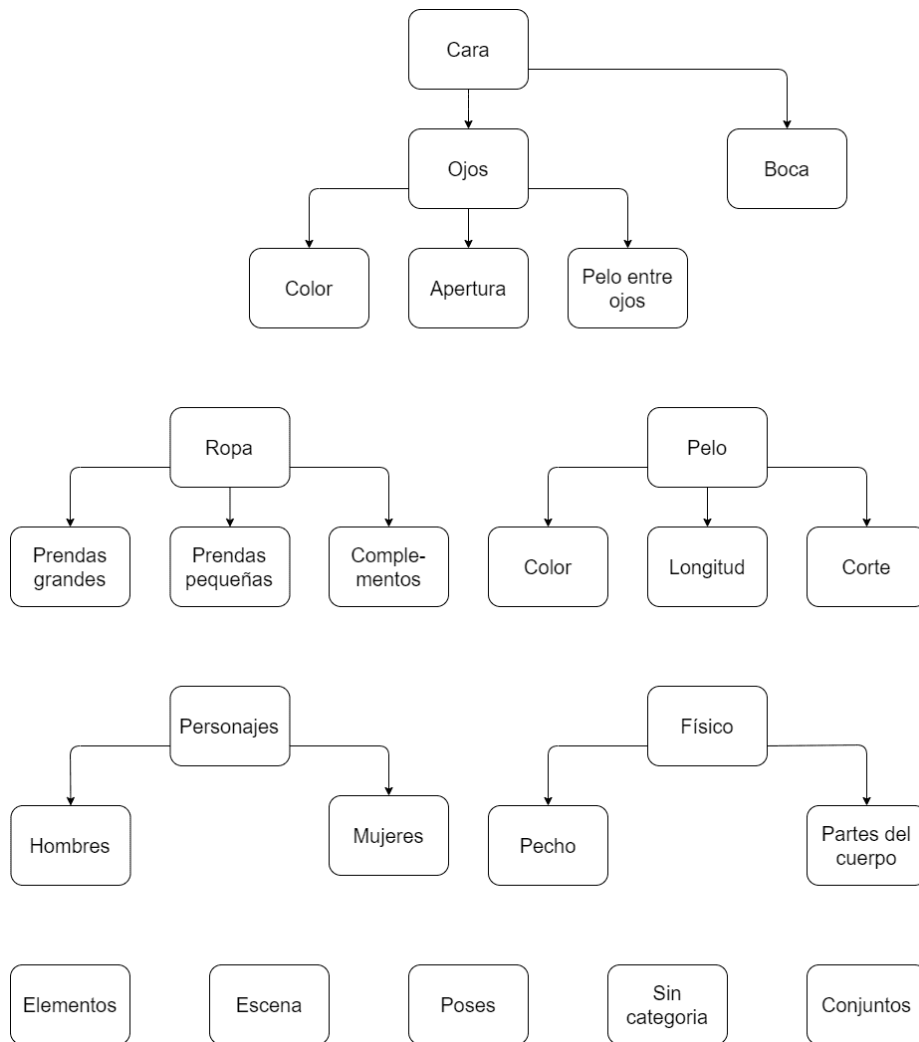 Cara
Ojos
Boca
Color
Apertura
Pelo entre
ojos
Ropa
Pelo
Prendas
grandes
Prendas
pequeñas
Comple-
mentos
Color
Longitud
Corte
Personajes
Físico
Hombres
Mujeres
Pecho
Partes del
cuerpo
Elementos
Escena
Poses
Sin
categoria
Conjuntos